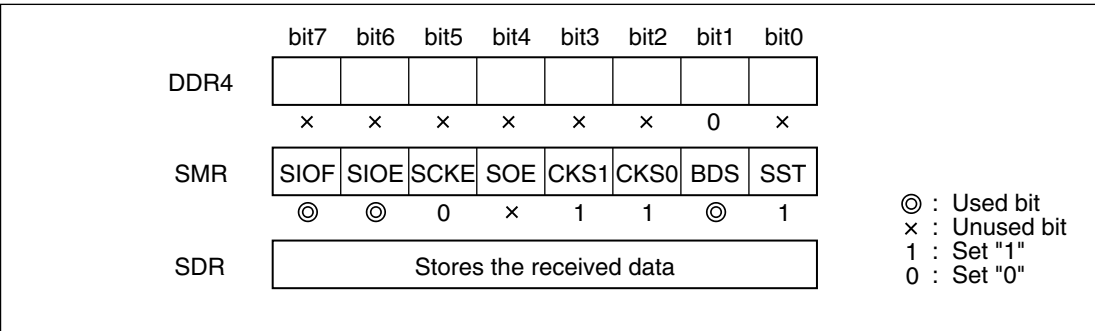 bit7 bit6 bit5 bit4 bit3 bit2 bit1 bit0
DDR4
× × × × × × 0 ×
SMR SIOF SIOE SCKE SOE CKS1 CKS0 BDS SST
◎ ◎ 0 × 1 1 ◎ 1
SDR Stores the received data
◎ : Used bit
× : Unused bit
1 : Set "1"
0 : Set "0"